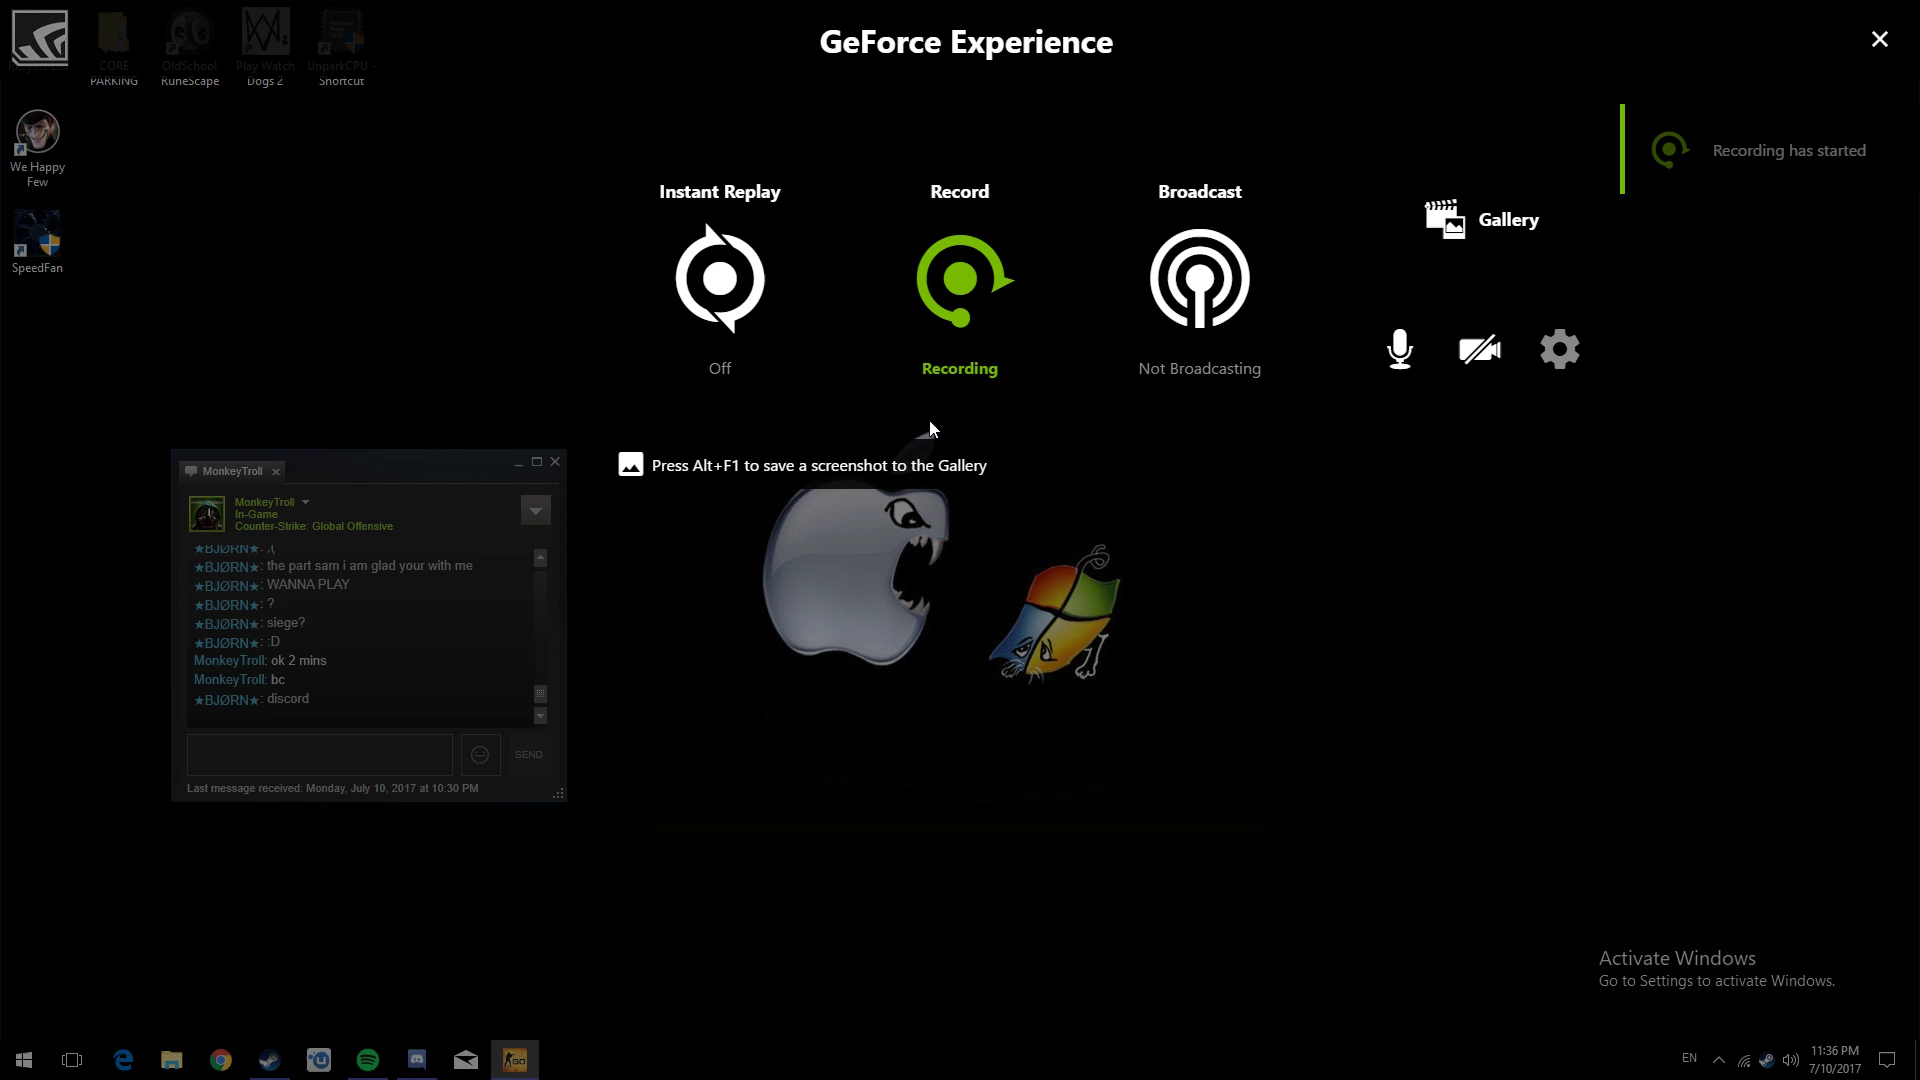 GeForce Experience
CORE
PARKING
OldSchool
RuneScape
Play Watch
Dogs 2
UnparkCPU -
Shortcut
We Happy
Few
SpeedFan
Recording has started
Instant Replay
Record
Broadcast
Gallery
Off
Recording
Not Broadcasting
Press Alt+F1 to save a screenshot to the Gallery
MonkeyTroll
MonkeyTroll
In-Game
Counter-Strike: Global Offensive
★BJØRN★: ;(
★BJØRN★: the part sam i am glad your with me
★BJØRN★: WANNA PLAY
★BJØRN★: ?
★BJØRN★: siege?
★BJØRN★: :D
MonkeyTroll: ok 2 mins
MonkeyTroll: bc
★BJØRN★: discord
SEND
Last message received: Monday, July 10, 2017 at 10:30 PM
Activate Windows
Go to Settings to activate Windows.
GO
EN
11:36 PM
7/10/2017